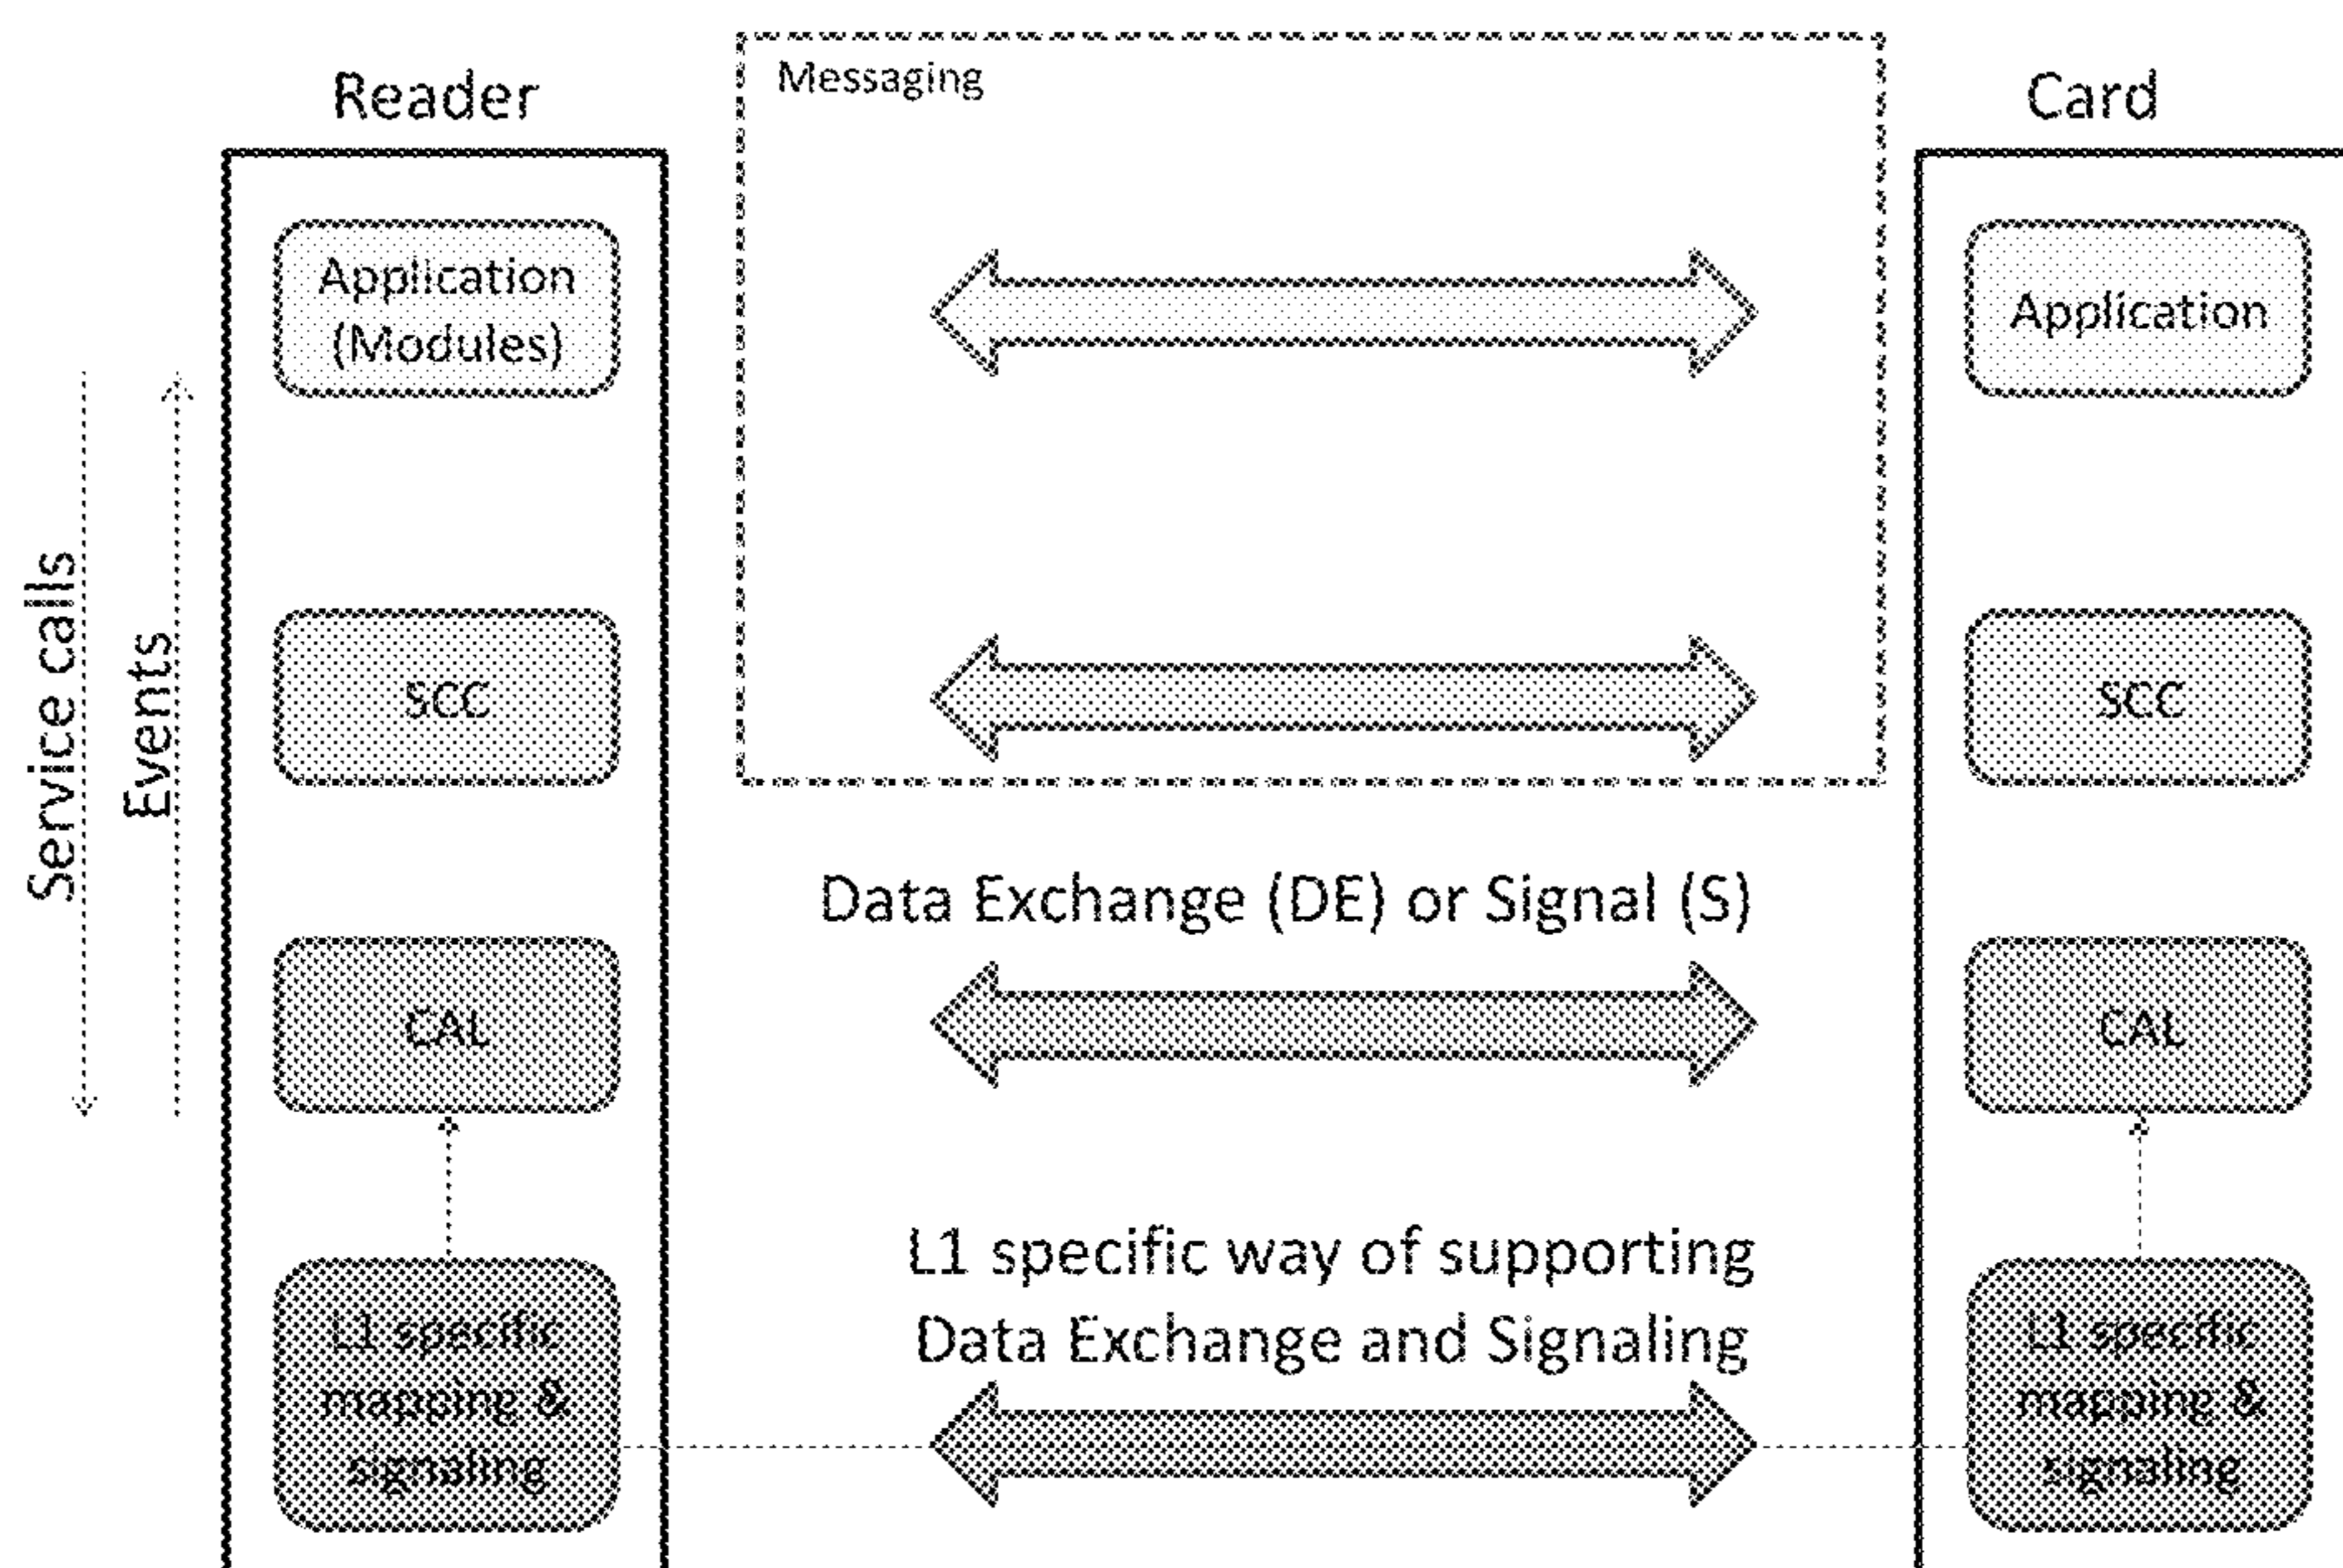 Messaging
Reader
Card
Application
(Modules)
Application
Service calls
Events
SCC
SCC
Data Exchange (DE) or Signal (S)
CAL
CAL
L1 specific way of supporting
Data Exchange and Signaling
L1 specific
mapping &
signaling
L1 specific
mapping &
signaling